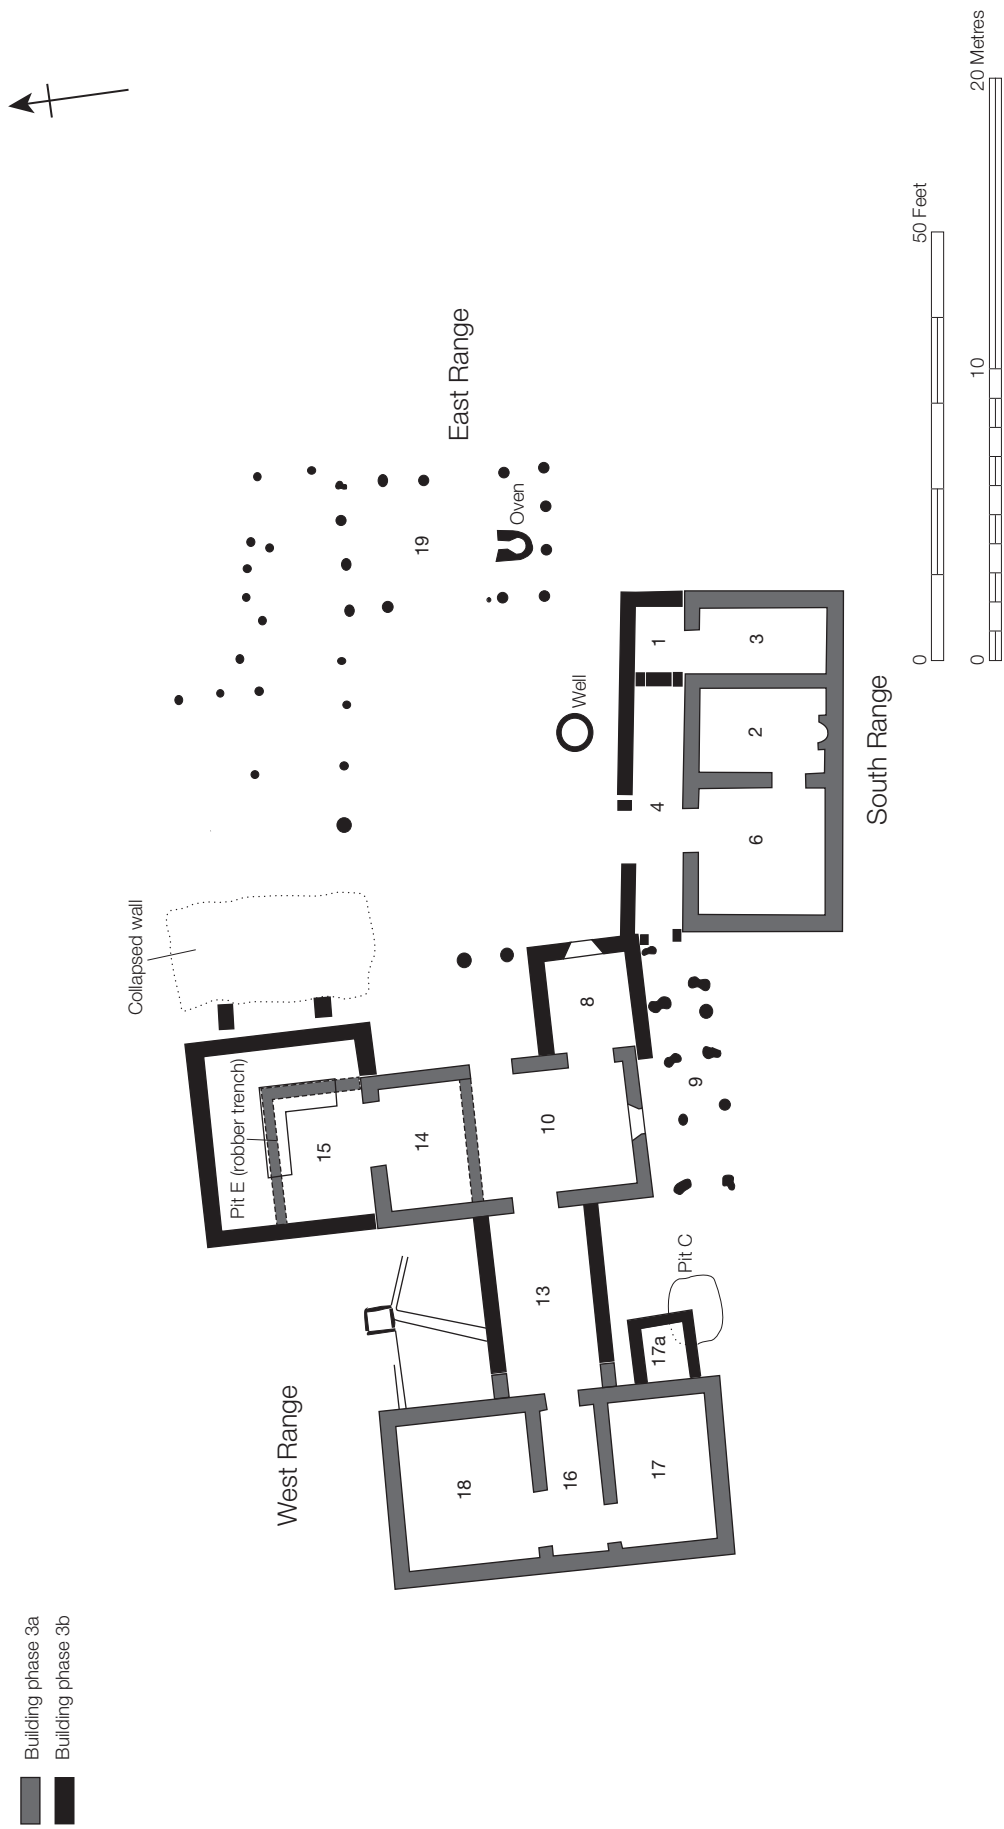 Building phase 3a
Building phase 3b
West Range
Collapsed wall
Pit E (robber trench)
15
14
18
16
17
13
17a
Pit C
10
8
9
East Range
19
Oven
Well
1
4
3
2
6
South Range
0
50 Feet
0
10
20 Metres